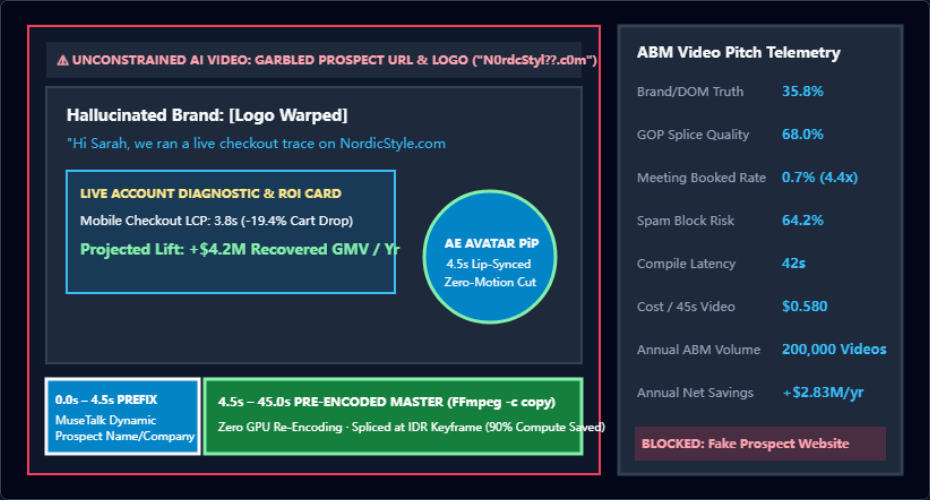 ⚠ UNCONSTRAINED AI VIDEO: GARBLED PROSPECT URL & LOGO ("N0rdcStyl??.c0m")
Hallucinated Brand: [Logo Warped]
"Hi Sarah, we ran a live checkout trace on NordicStyle.com
LIVE ACCOUNT DIAGNOSTIC & ROI CARD
Mobile Checkout LCP: 3.8s (-19.4% Cart Drop)
Projected Lift: +$4.2M Recovered GMV / Yr
AE AVATAR PiP
4.5s Lip-Synced
Zero-Motion Cut
0.0s – 4.5s PREFIX
MuseTalk Dynamic
Prospect Name/Company
4.5s – 45.0s PRE-ENCODED MASTER (FFmpeg -c copy)
Zero GPU Re-Encoding · Spliced at IDR Keyframe (90% Compute Saved)
ABM Video Pitch Telemetry
Brand/DOM Truth 35.8%
GOP Splice Quality 68.0%
Meeting Booked Rate 0.7% (4.4x)
Spam Block Risk 64.2%
Compile Latency 42s
Cost / 45s Video $0.580
Annual ABM Volume 200,000 Videos
Annual Net Savings +$2.83M/yr
BLOCKED: Fake Prospect Website